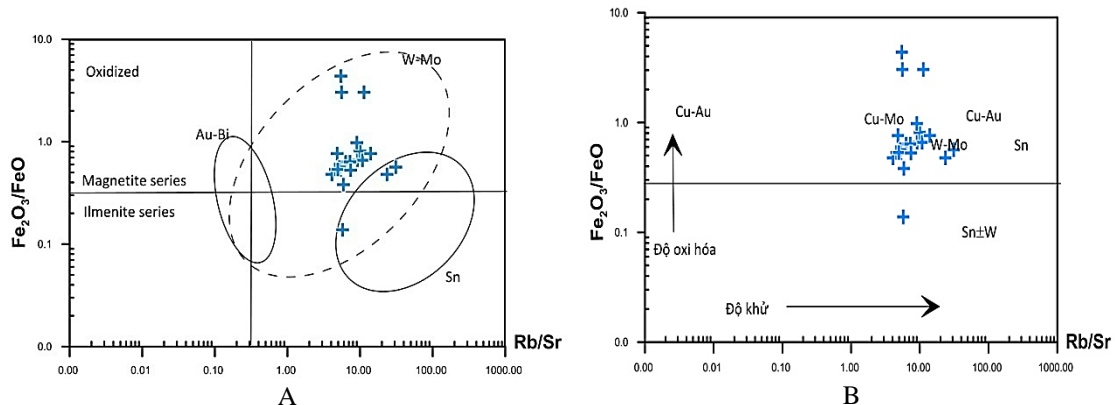 A
10.0
1.0
0.1
0.0
Fe₂O₃/FeO
Oxidized
W-Mo
Au-Bi
Magnetite series
Ilmenite series
Sn
Rb/Sr
0.00
0.01
0.10
1.00
10.00
100.00
1000.00
A
B
10.0
1.0
0.1
0.0
Fe₂O₃/FeO
Cu-Au
Cu-Mo
Cu-Au
W-Mo
Sn
Sn±W
Độ oxi hóa
Độ khử
Rb/Sr
0.00
0.01
0.10
1.00
10.00
100.00
1000.00
B